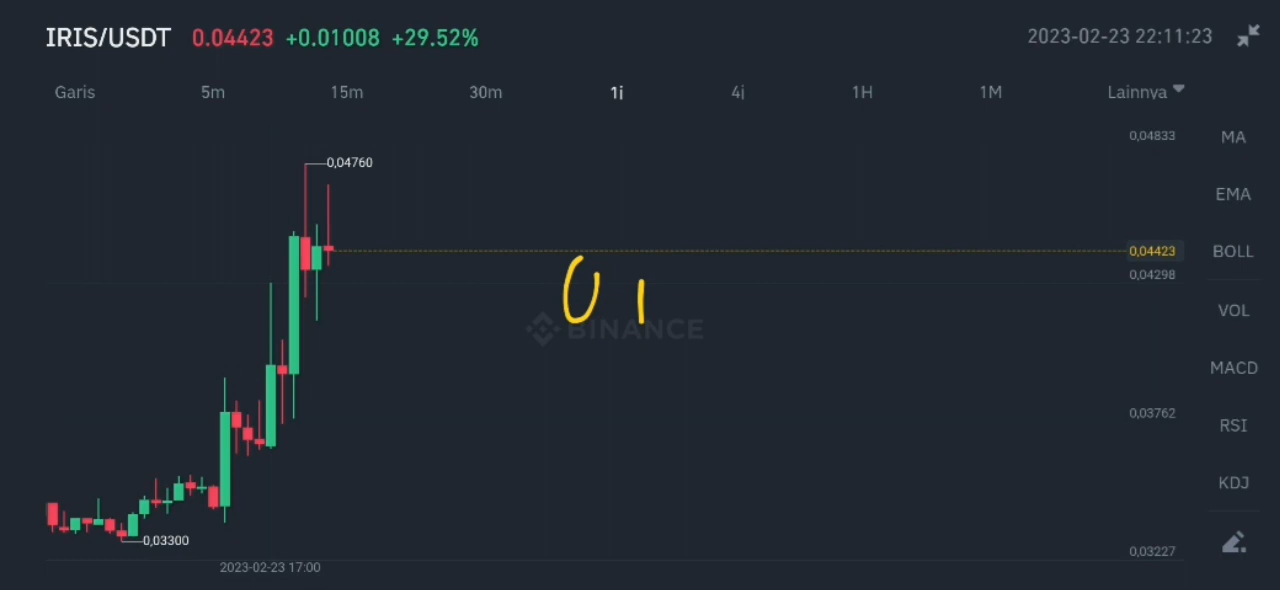 IRIS/USDT 0.04423 +0.01008 +29.52% 2023-02-23 22:11:23
Garis 5m 15m 30m 1j 4j 1H 1M Lainnya
0,04833 MA
0,04760
EMA
0,04423 BOLL
0,04298
0 1
VOL
BINANCE
MACD
0,03762
RSI
KDJ
0,03300
0,03227
2023-02-23 17:00